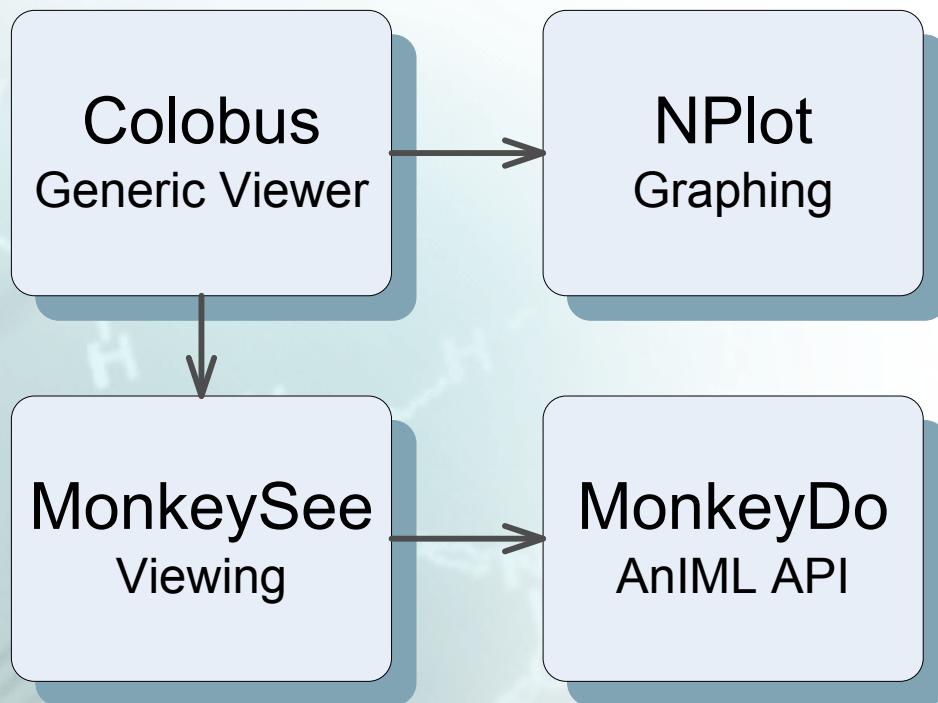 Colobus
Generic Viewer
NPlot
Graphing
MonkeySee
Viewing
MonkeyDo
AnIML API
H
H